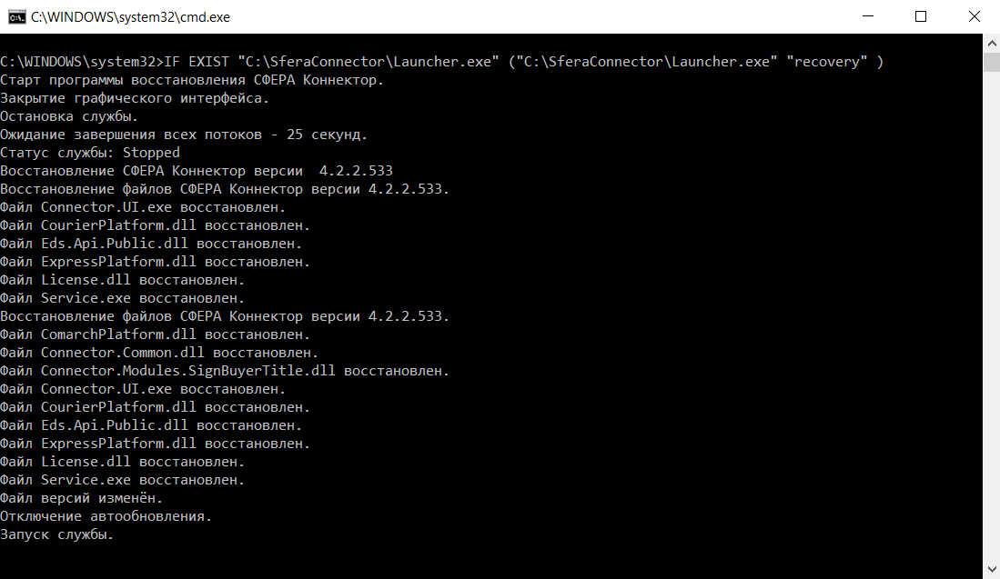 C:\WINDOWS\system32\cmd.exe
C:\WINDOWS\system32>IF EXIST "C:\SferaConnector\Launcher.exe" ("C:\SferaConnector\Launcher.exe" "recovery" )
Старт программы восстановления СФЕРА Коннектор.
Закрытие графического интерфейса.
Остановка службы.
Ожидание завершения всех потоков - 25 секунд.
Статус службы: Stopped
Восстановление СФЕРА Коннектор версии  4.2.2.533
Восстановление файлов СФЕРА Коннектор версии 4.2.2.533.
Файл Connector.UI.exe восстановлен.
Файл CourierPlatform.dll восстановлен.
Файл Eds.Api.Public.dll восстановлен.
Файл ExpressPlatform.dll восстановлен.
Файл License.dll восстановлен.
Файл Service.exe восстановлен.
Восстановление файлов СФЕРА Коннектор версии 4.2.2.533.
Файл ComarchPlatform.dll восстановлен.
Файл Connector.Common.dll восстановлен.
Файл Connector.Modules.SignBuyerTitle.dll восстановлен.
Файл Connector.UI.exe восстановлен.
Файл CourierPlatform.dll восстановлен.
Файл Eds.Api.Public.dll восстановлен.
Файл ExpressPlatform.dll восстановлен.
Файл License.dll восстановлен.
Файл Service.exe восстановлен.
Файл версий изменён.
Отключение автообновления.
Запуск службы.